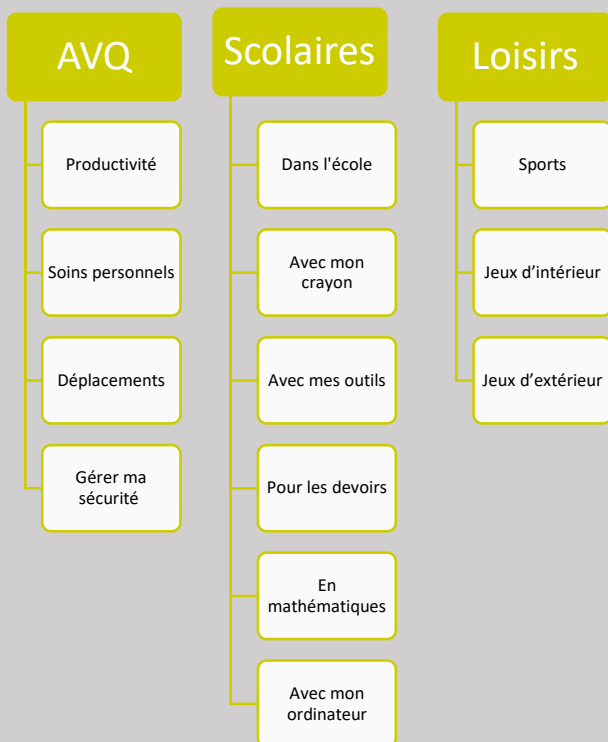 AVQ
Productivité
Soins personnels
Déplacements
Gérer ma
sécurité
Scolaires
Dans l'école
Avec mon
crayon
Avec mes outils
Pour les devoirs
En
mathématiques
Avec mon
ordinateur
Loisirs
Sports
Jeux d’intérieur
Jeux d’extérieur